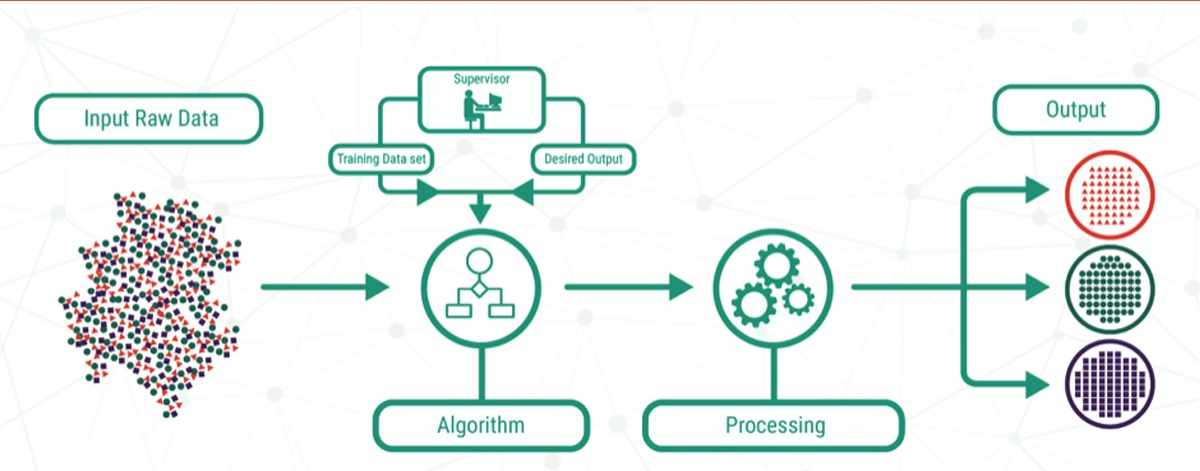 Input Raw Data
Supervisor
Training Data set
Desired Output
Algorithm
Processing
Output